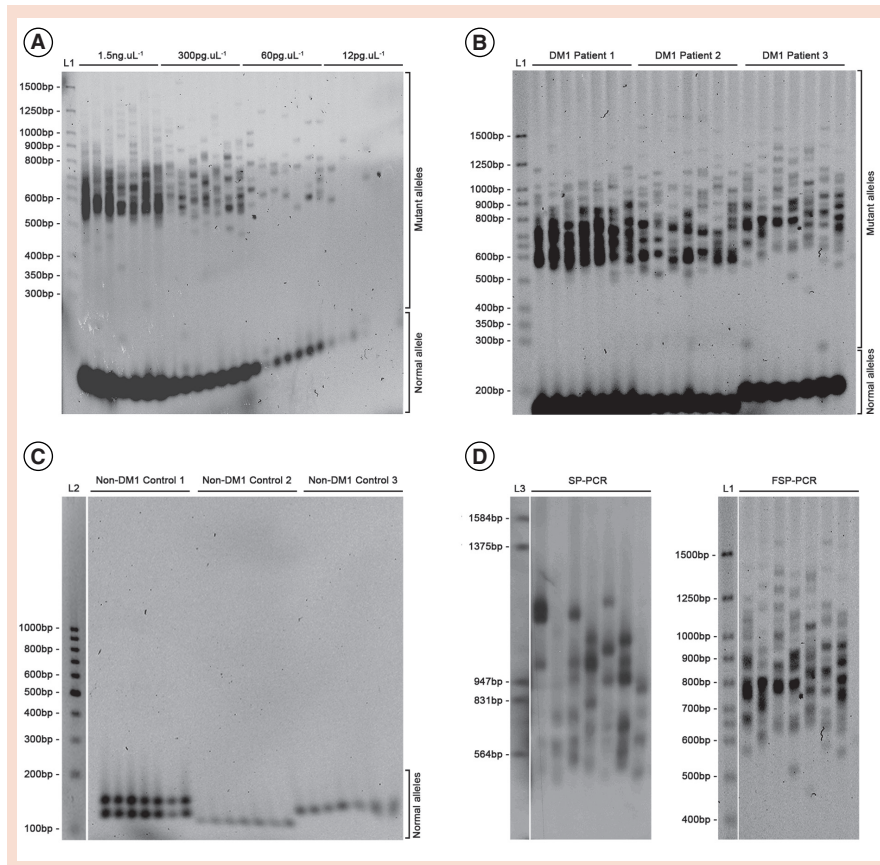 A
1.5ng.uL-1 300pg.uL-1 60pg.uL-1 12pg.uL-1
L1
1500bp
1250bp
1000bp
900bp
800bp
600bp
500bp
400bp
350bp
300bp
Mutant alleles
Normal allele
B
DM1 Patient 1 DM1 Patient 2 DM1 Patient 3
L1
1500bp
1250bp
1000bp
900bp
800bp
600bp
500bp
400bp
350bp
300bp
200bp
Mutant alleles
Normal alleles
C
L2 Non-DM1 Control 1 Non-DM1 Control 2 Non-DM1 Control 3
1000bp
800bp
600bp
500bp
400bp
300bp
200bp
100bp
Normal alleles
D
L3 SP-PCR
1584bp
1375bp
947bp
831bp
564bp
L1 FSP-PCR
1500bp
1250bp
1000bp
900bp
800bp
700bp
600bp
500bp
400bp